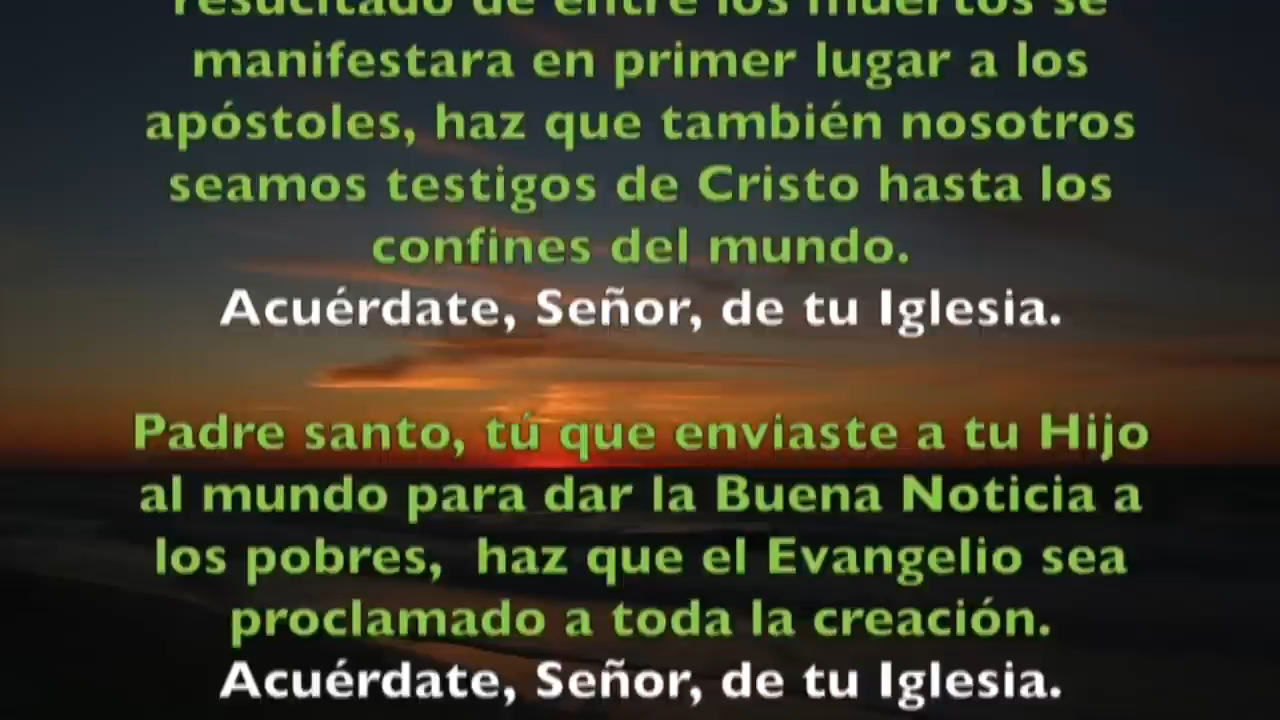 resucitado de entre los muertos se
manifestara en primer lugar a los
apóstoles, haz que también nosotros
seamos testigos de Cristo hasta los
confines del mundo.
Acuérdate, Señor, de tu Iglesia.
Padre santo, tú que enviaste a tu Hijo
al mundo para dar la Buena Noticia a
los pobres, haz que el Evangelio sea
proclamado a toda la creación.
Acuérdate, Señor, de tu Iglesia.